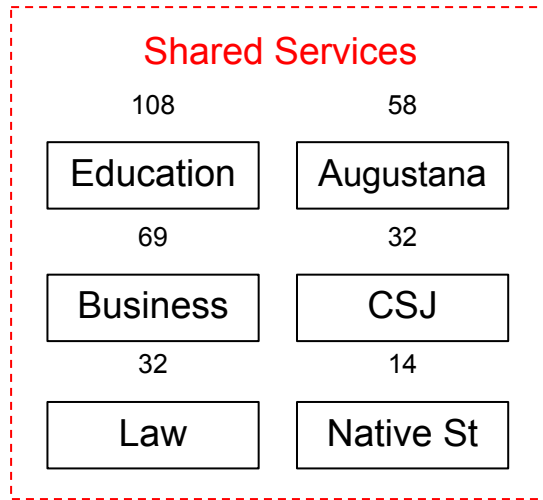 Shared Services
108 58
Education Augustana
69 32
Business CSJ
32 14
Law Native St